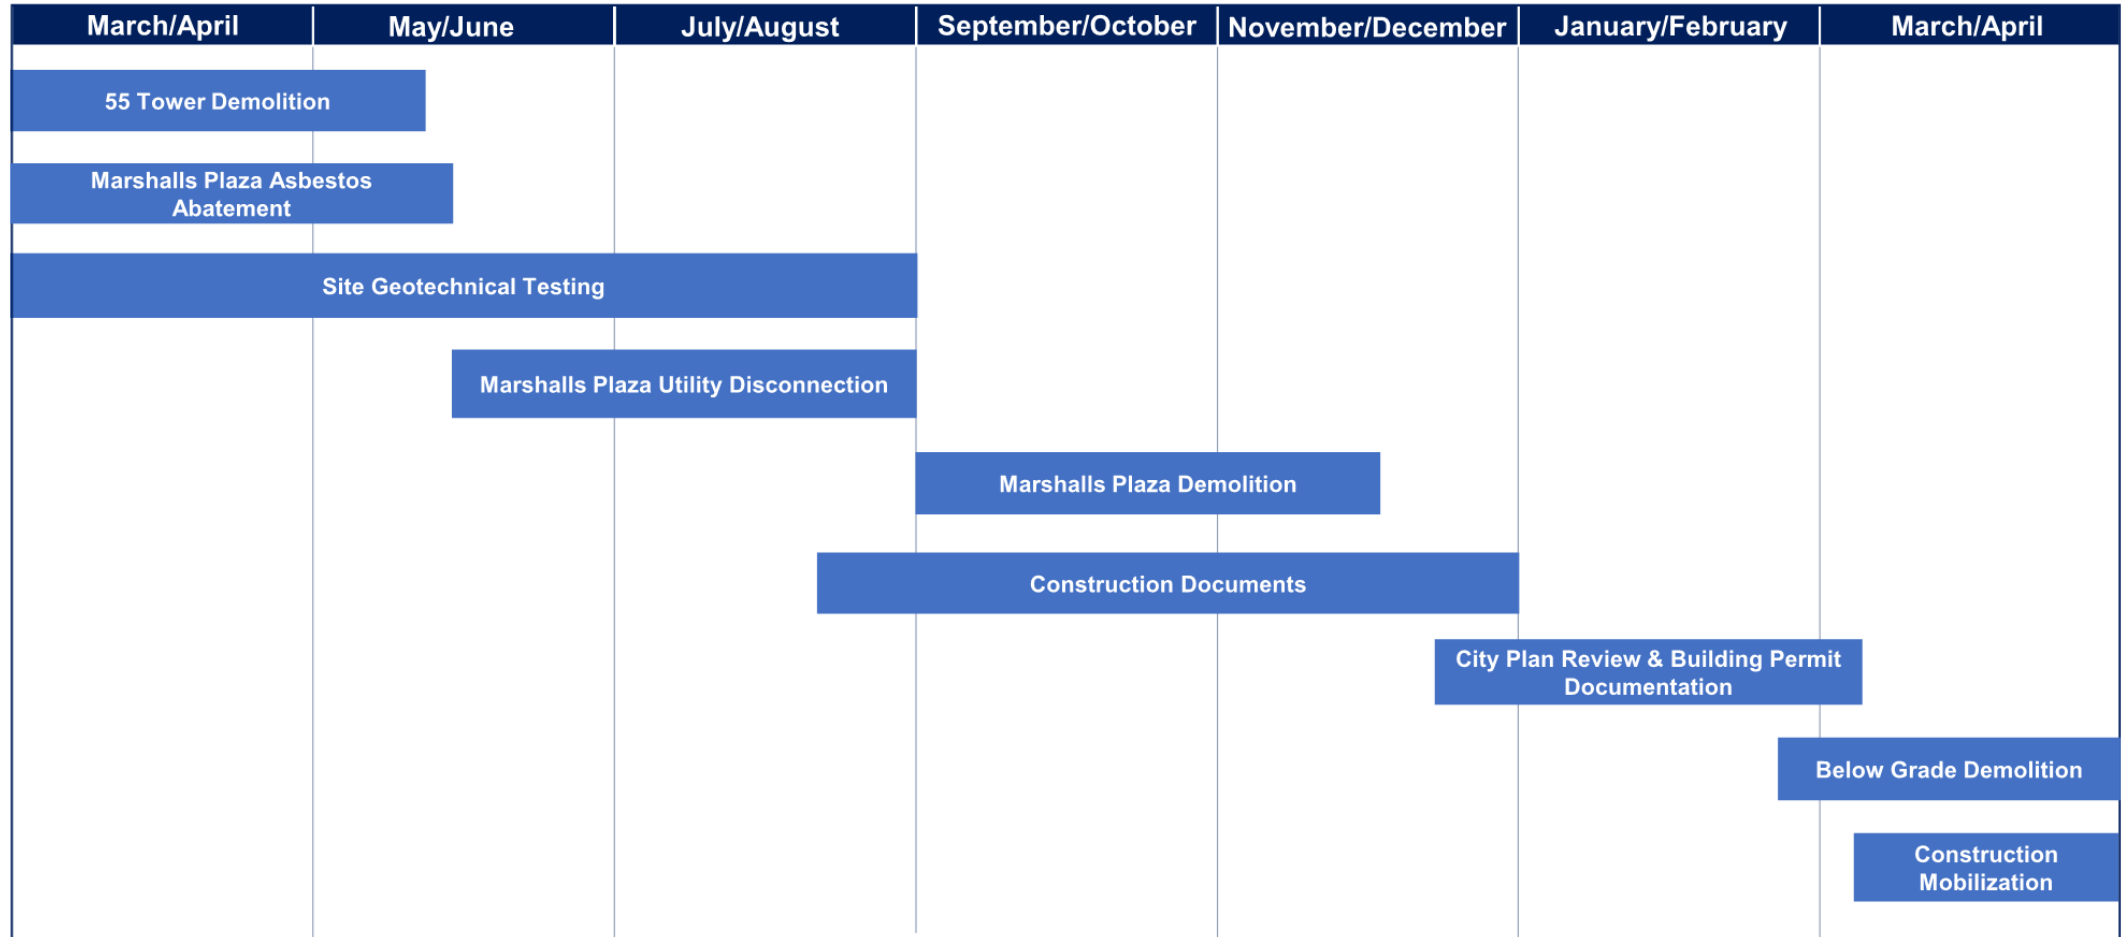 March/April
May/June
July/August
September/October
November/December
January/February
March/April
55 Tower Demolition
Marshalls Plaza Asbestos
Abatement
Site Geotechnical Testing
Marshalls Plaza Utility Disconnection
Marshalls Plaza Demolition
Construction Documents
City Plan Review & Building Permit
Documentation
Below Grade Demolition
Construction
Mobilization